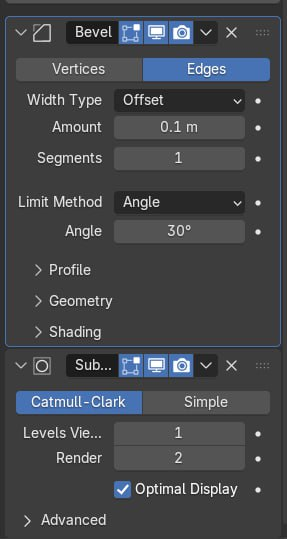 Bevel
Vertices Edges
Width Type Offset
Amount 0.1 m
Segments 1
Limit Method Angle
Angle 30°
Profile
Geometry
Shading
Sub...
Catmull-Clark Simple
Levels Vie... 1
Render 2
Optimal Display
Advanced